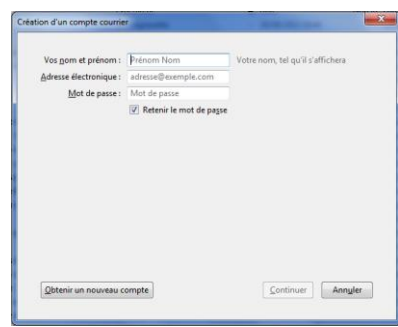 Création d'un compte courrier
Vos nom et prénom : Prénom Nom Votre nom, tel qu'il s'affichera
Adresse électronique : adresse@exemple.com
Mot de passe : Mot de passe
Retenir le mot de passe
Obtenir un nouveau compte Continuer Annuler